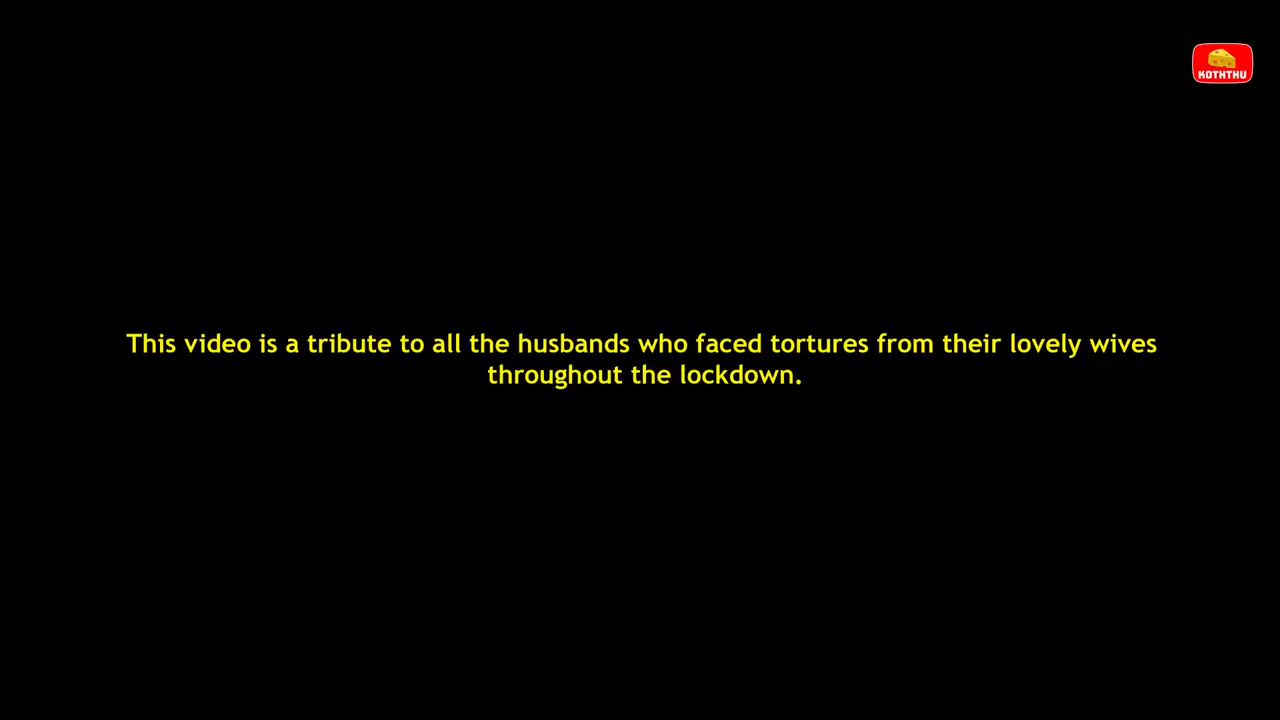 KOTHTHU
This video is a tribute to all the husbands who faced tortures from their lovely wives
throughout the lockdown.